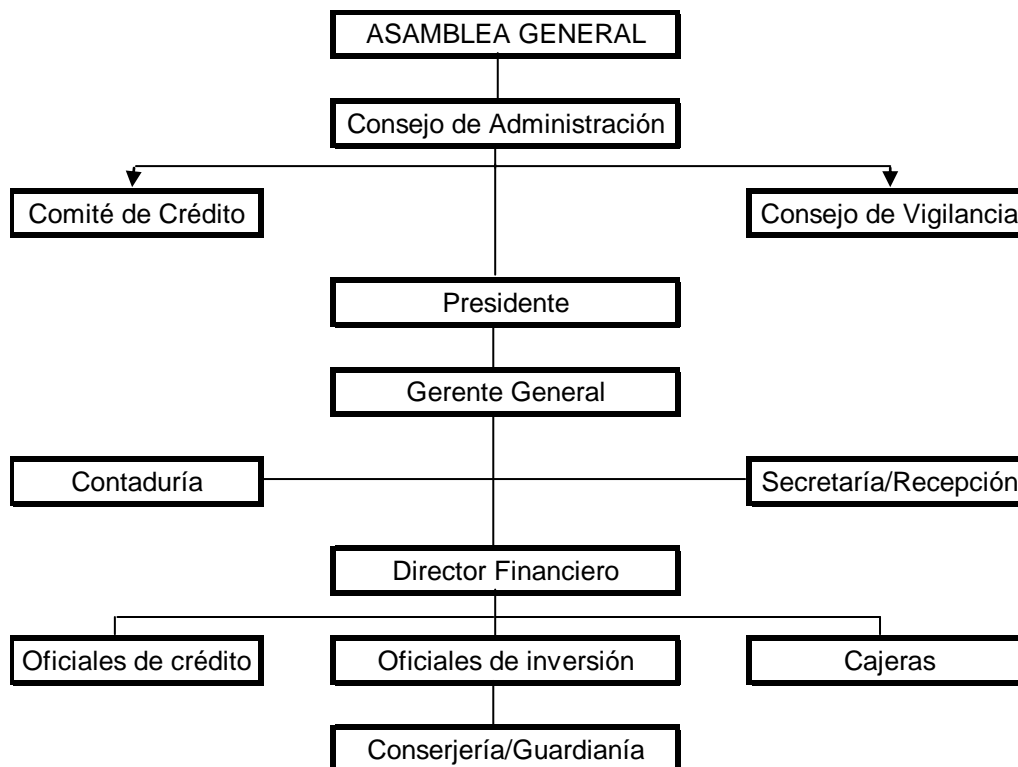 ASAMBLEA GENERAL
Consejo de Administración
Comité de Crédito
Consejo de Vigilancia
Presidente
Gerente General
Contaduría
Secretaría/Recepción
Director Financiero
Oficiales de crédito
Oficiales de inversión
Cajeras
Conserjería/Guardianía